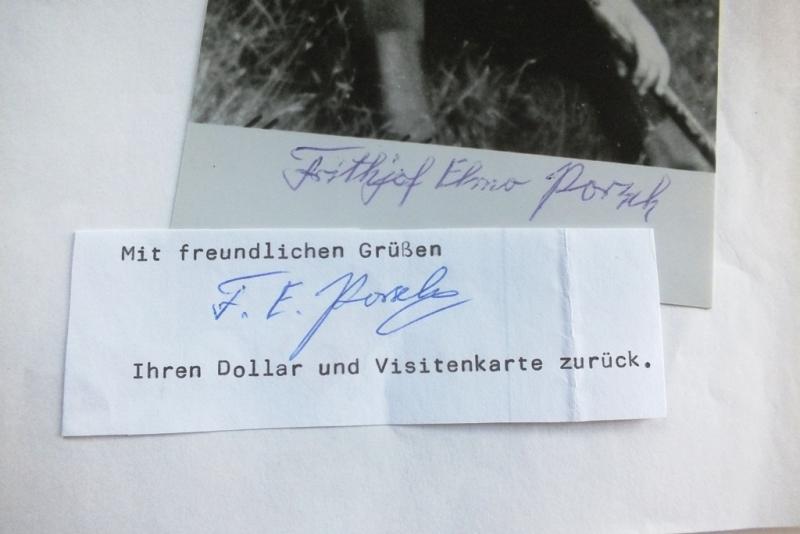 Frithjof Elmo Porsch
Mit freundlichen Grüßen
F. E. Porsch
Ihren Dollar und Visitenkarte zurück.